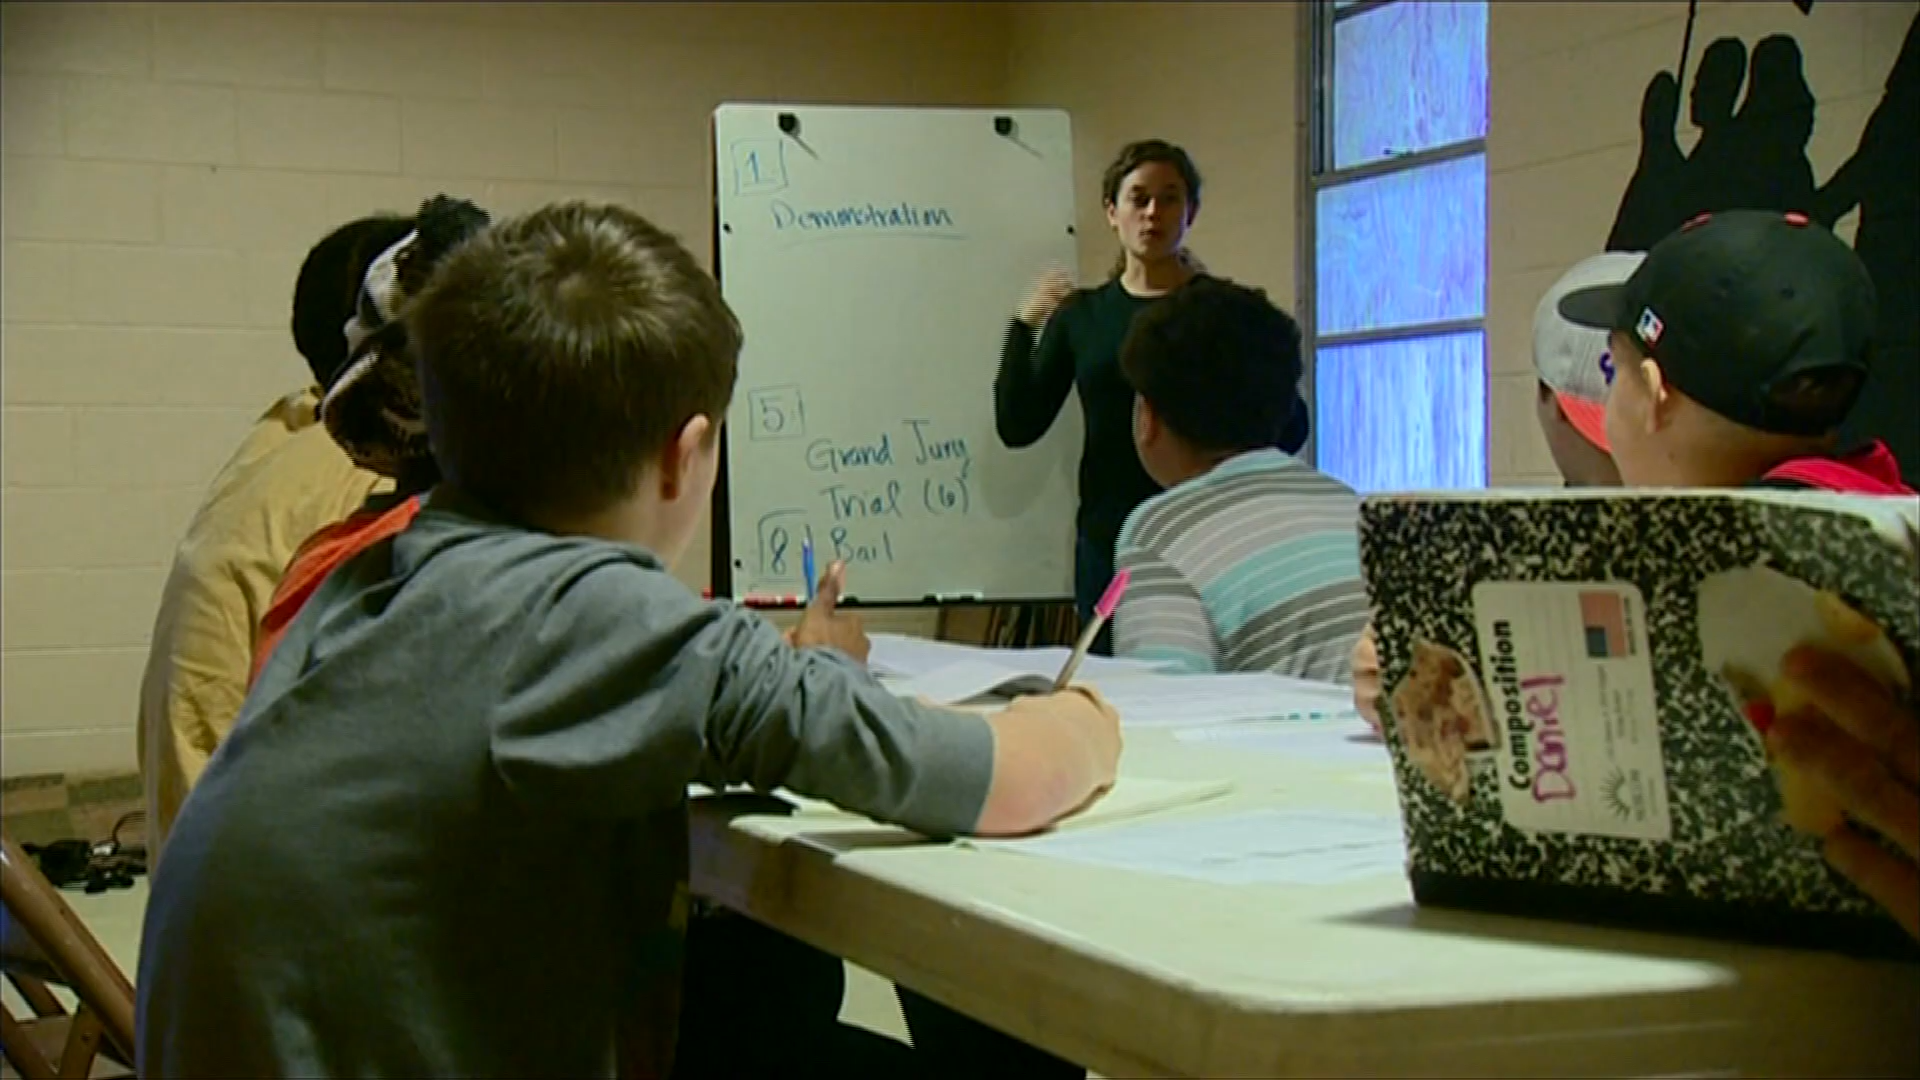 1
Demonstration
5
Grand Jury
Trial (6)
8 Bail
Composition
Daniel